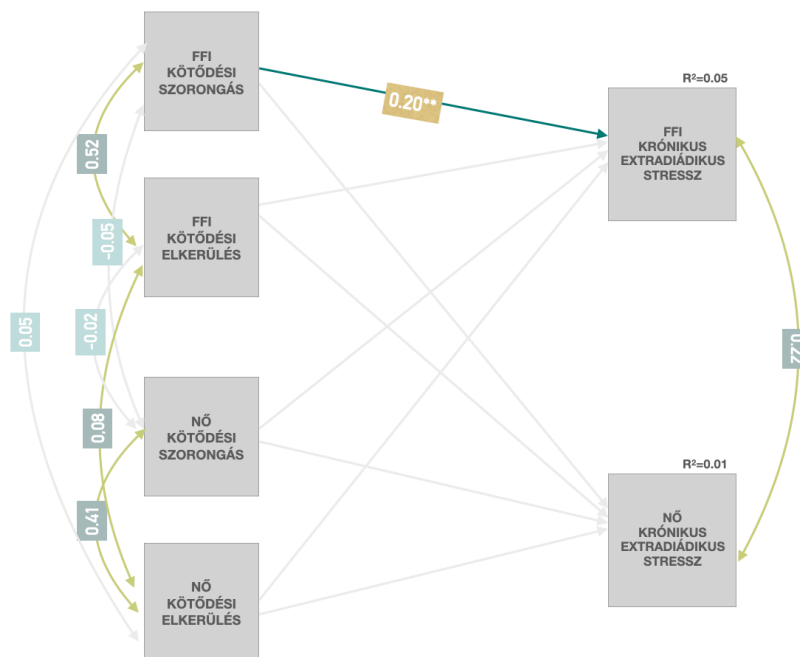 R²=0.05
FFI
KÖTŐDÉSI
SZORONGÁS
0.20**
FFI
KRÓNIKUS
EXTRADIÁDIKUS
STRESSZ
0.52
FFI
KÖTŐDÉSI
ELKERÜLÉS
-0.05
0.05
-0.02
0.22
0.08
NŐ
KÖTŐDÉSI
SZORONGÁS
R²=0.01
0.41
NŐ
KRÓNIKUS
EXTRADIÁDIKUS
STRESSZ
NŐ
KÖTŐDÉSI
ELKERÜLÉS